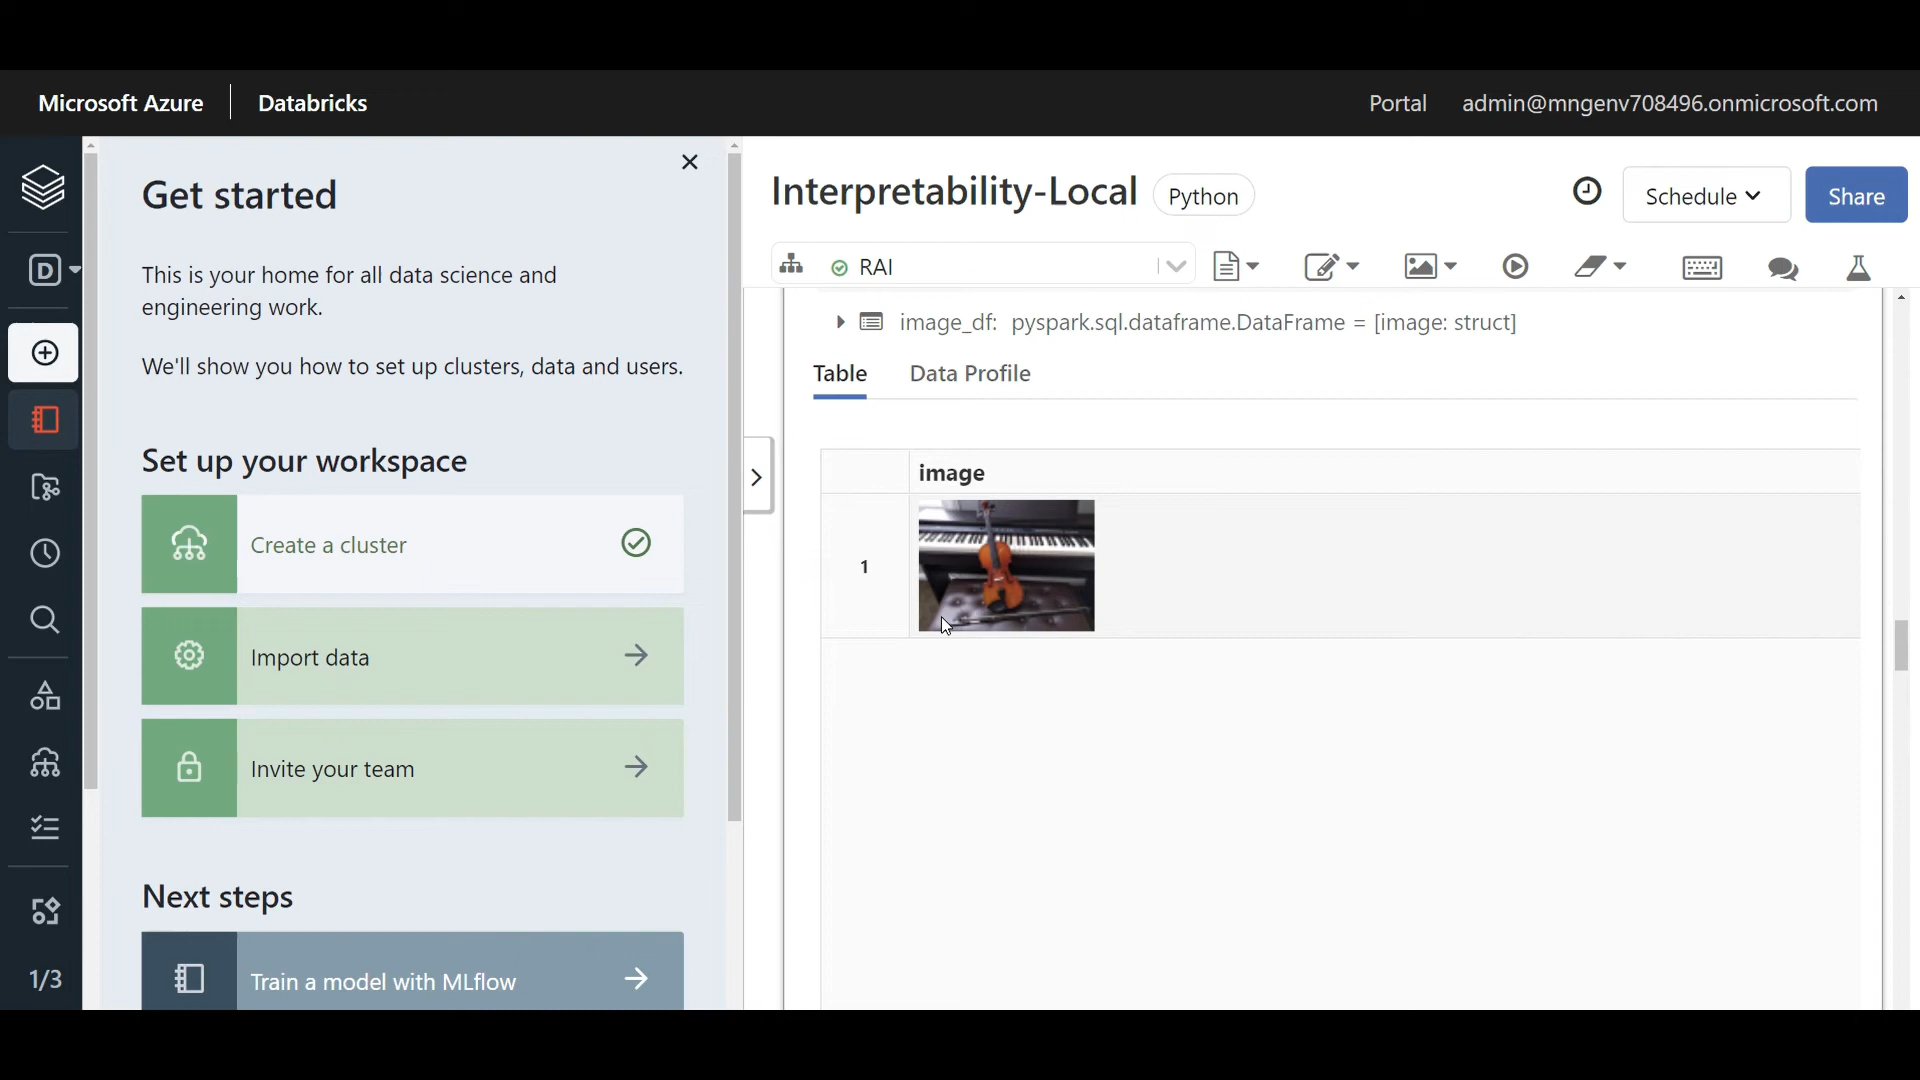 Microsoft Azure
Databricks
Portal
admin@mngenv708496.onmicrosoft.com
D
1/3
Get started
This is your home for all data science and
engineering work.
We'll show you how to set up clusters, data and users.
Set up your workspace
Create a cluster
Import data
Invite your team
Next steps
Train a model with MLflow
Interpretability-Local
Python
Schedule
Share
RAI
image_df: pyspark.sql.dataframe.DataFrame = [image: struct]
Table
Data Profile
image
1